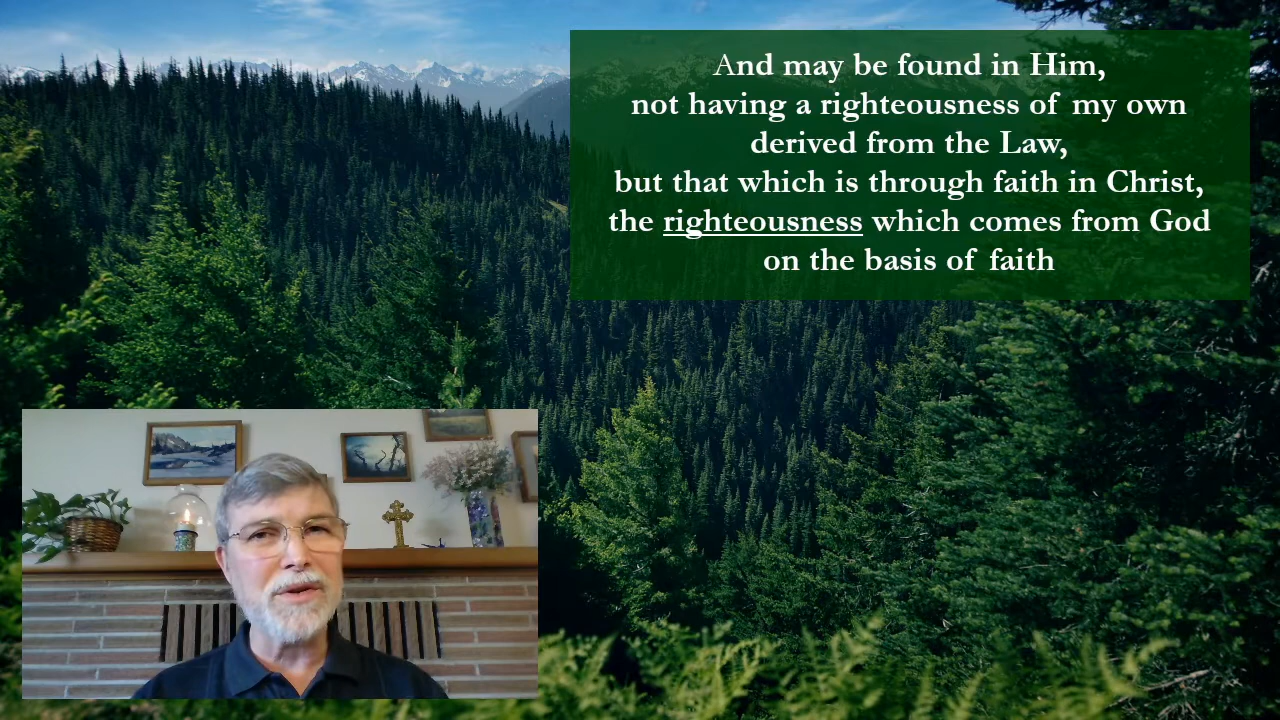 And may be found in Him,
not having a righteousness of my own
derived from the Law,
but that which is through faith in Christ,
the righteousness which comes from God
on the basis of faith